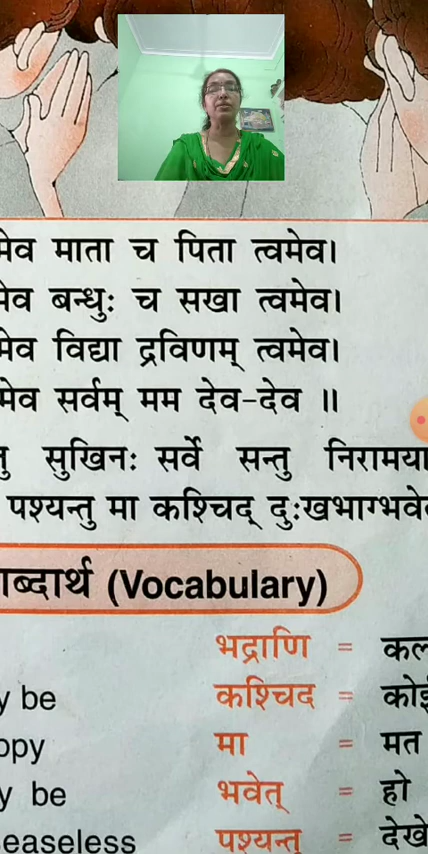 मेव माता च पिता त्वमेव।
मेव बन्धुः च सखा त्वमेव।
मेव विद्या द्रविणम् त्वमेव।
मेव सर्वम् मम देव-देव ॥
तु सुखिनः सर्वे सन्तु निरामया
पश्यन्तु मा कश्चिद् दुःखभाग्भवे
ाब्दार्थ (Vocabulary)
भद्राणि = कल
y be कश्चिद = कोई
ppy मा = मत
y be भवेत् = हो
seaseless पश्यन्तु = देखे